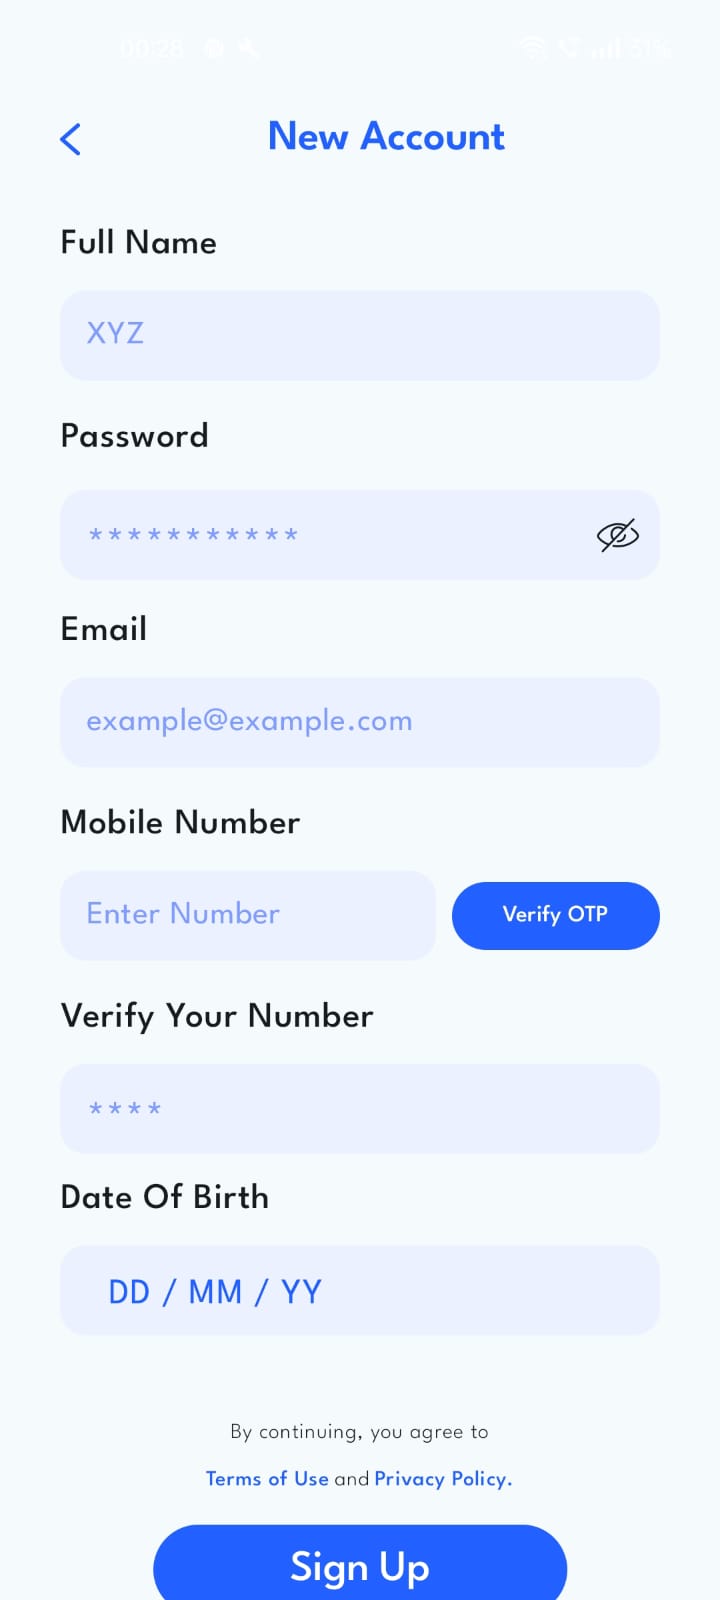 00:28 51%
New Account
Full Name
XYZ
Password
***********
Email
example@example.com
Mobile Number
Enter Number
Verify OTP
Verify Your Number
****
Date Of Birth
DD / MM / YY
By continuing, you agree to
Terms of Use and Privacy Policy.
Sign Up